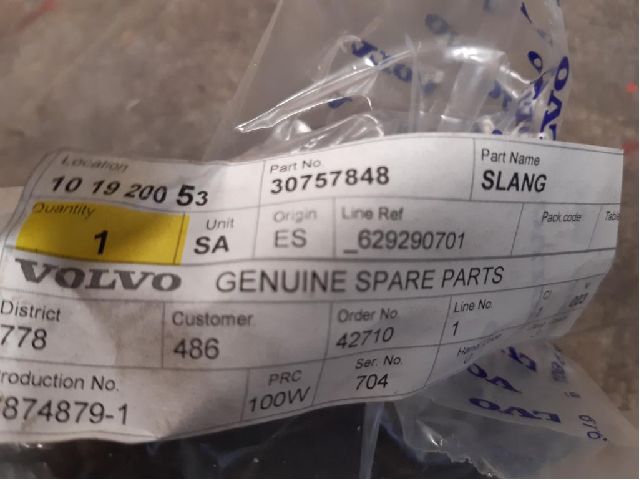 Location Part No. Part Name
10 19 200 53 30757848 SLANG
Quantity Unit Origin Line Ref Pack code
1 SA ES _629290701
VOLVO GENUINE SPARE PARTS
District Customer Order No. Line No.
778 486 42710 1
roduction No. PRC Ser. No.
874879-1 100W 704
VOLVO